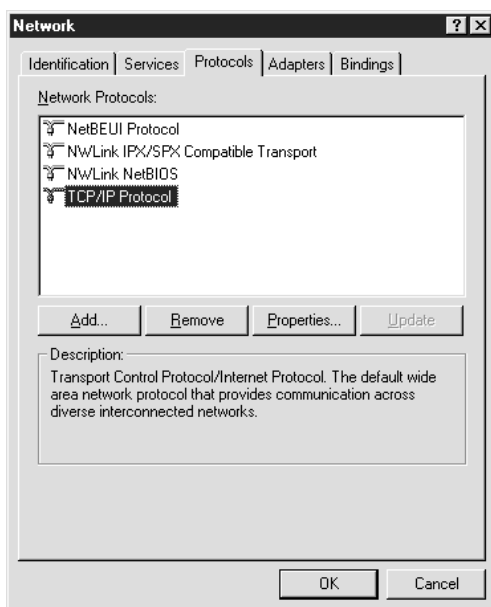 Network
Identification Services Protocols Adapters Bindings
Network Protocols:
NetBEUI Protocol
NWLink IPX/SPX Compatible Transport
NWLink NetBIOS
TCP/IP Protocol
Add... Remove Properties... Update
Description:
Transport Control Protocol/Internet Protocol. The default wide
area network protocol that provides communication across
diverse interconnected networks.
OK Cancel